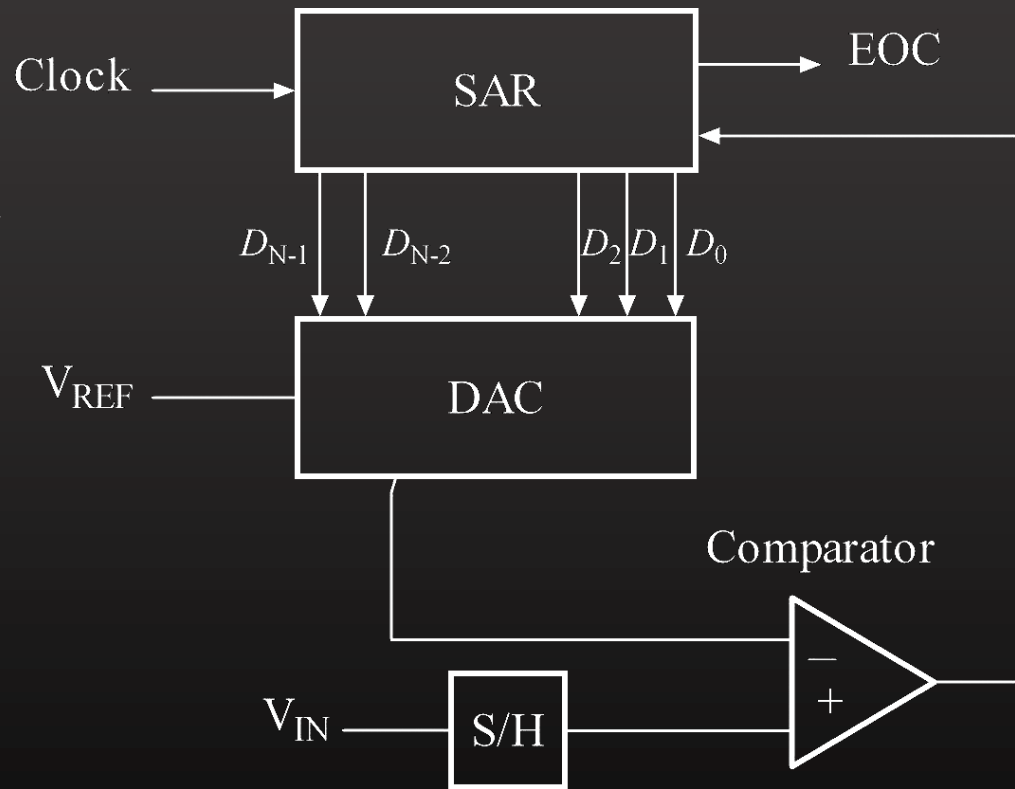 EOC
Clock
SAR
D_N-1 D_N-2 D_2 D_1 D_0
V_REF
DAC
Comparator
−
+
V_IN
S/H